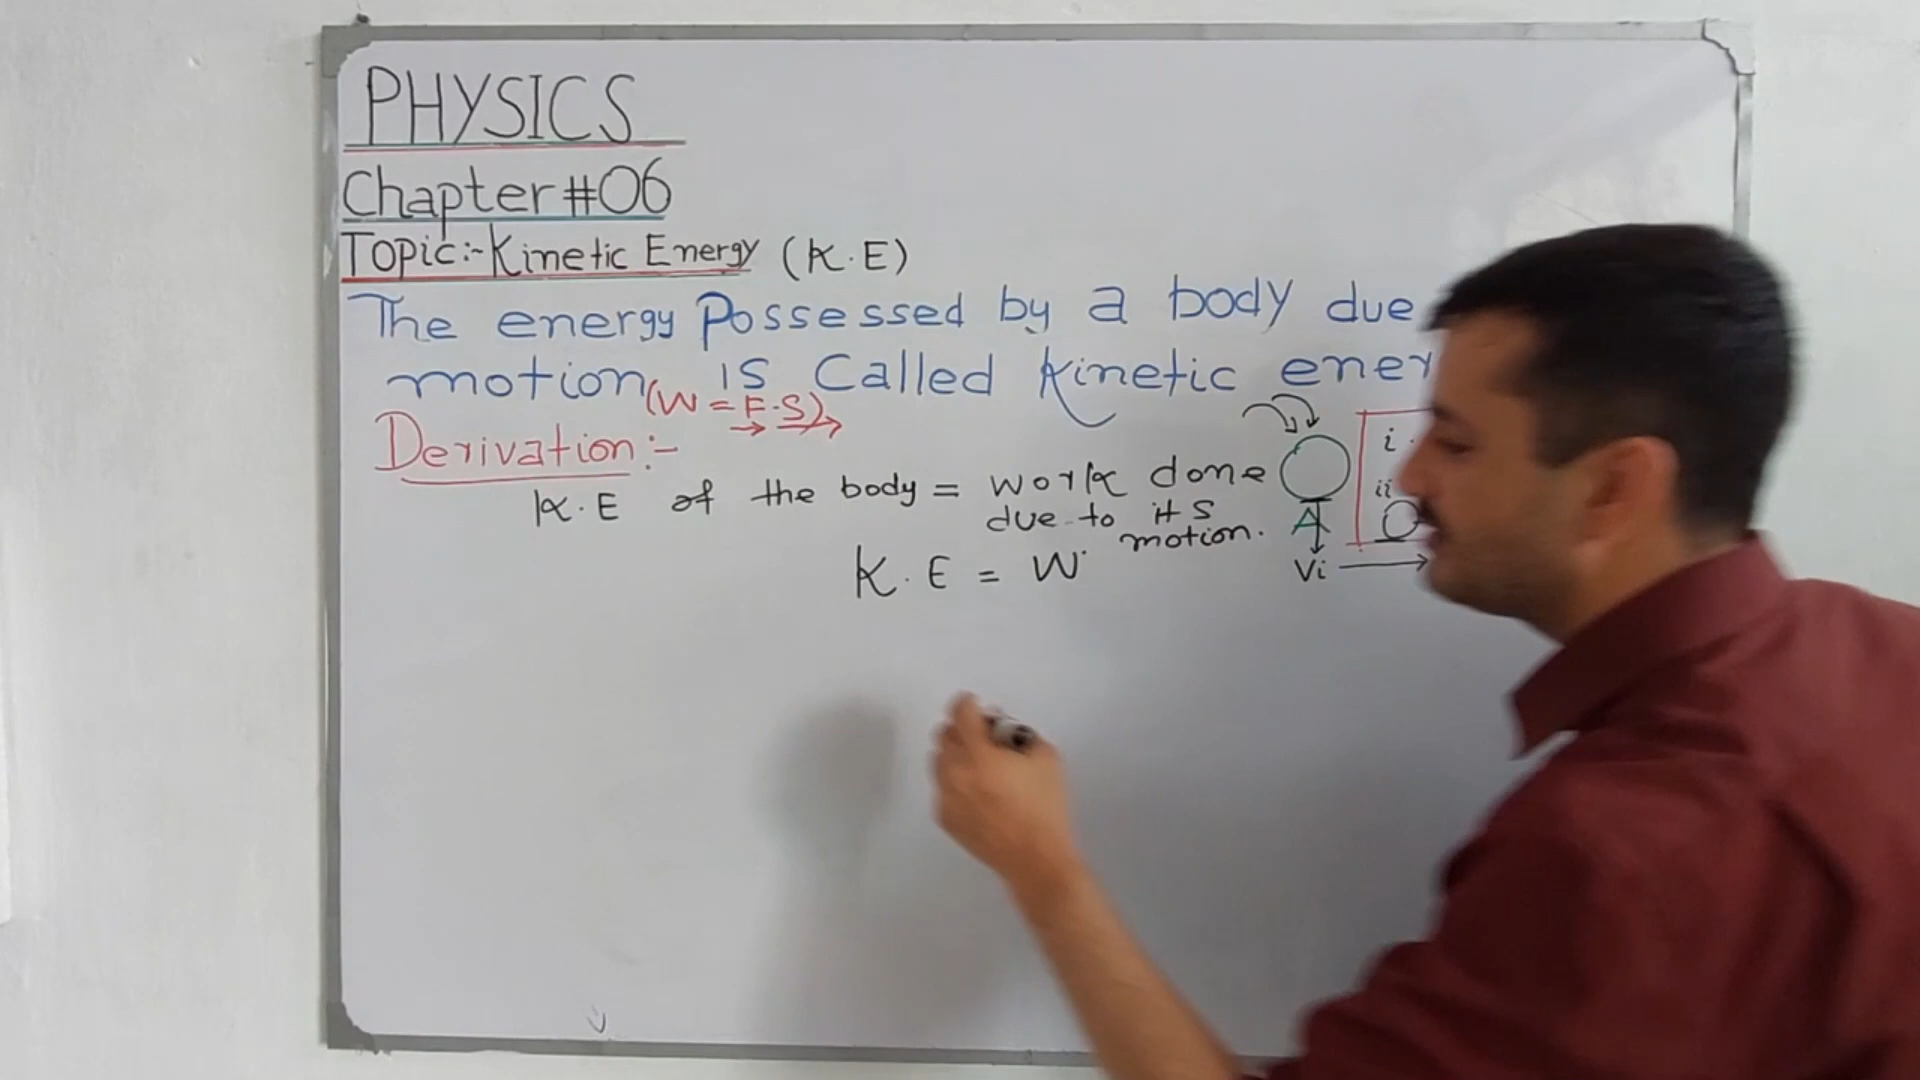 PHYSICS
Chapter #06
Topic:- Kinetic Energy (K.E)
The energy Possessed by a body due
motion is Called kinetic ener
(W = F.S)
Derivation:-
K.E of the body = work done
due to its
motion.
K.E = W
A
Vi
i
ii